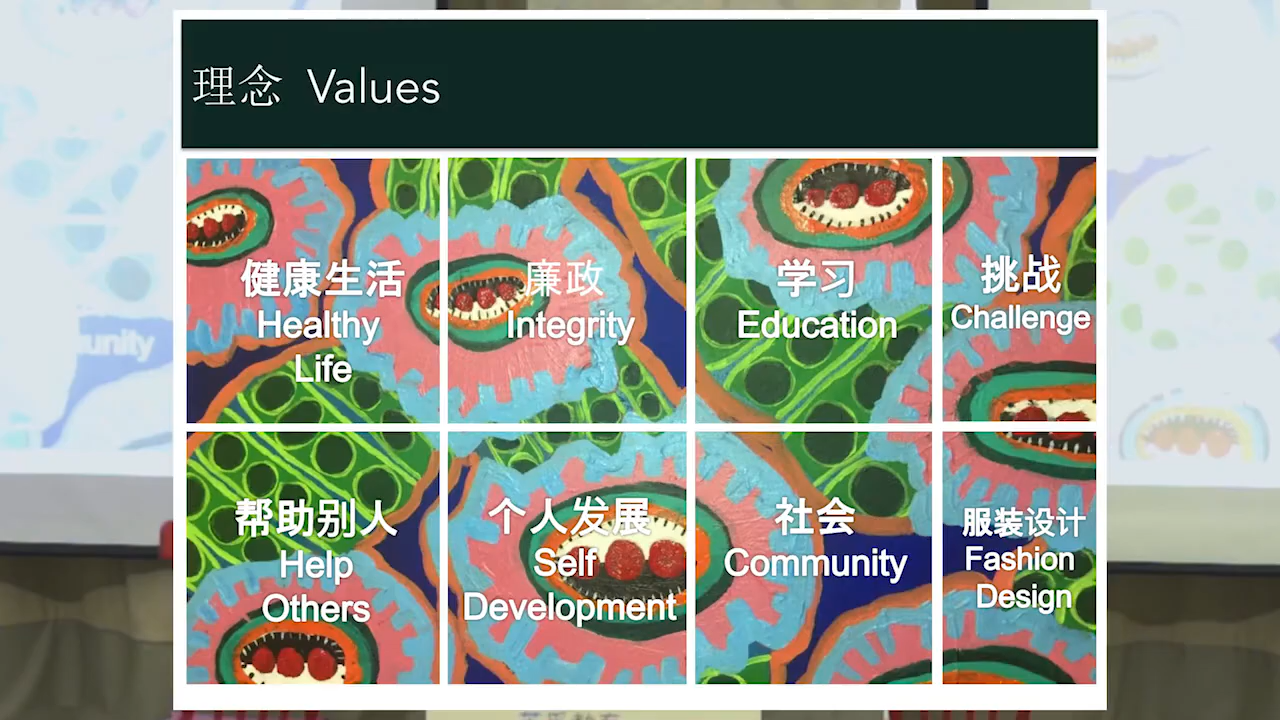 理念 Values
健康生活
Healthy
Life
廉政
Integrity
学习
Education
挑战
Challenge
帮助别人
Help
Others
个人发展
Self
Development
社会
Community
服装设计
Fashion
Design
unity